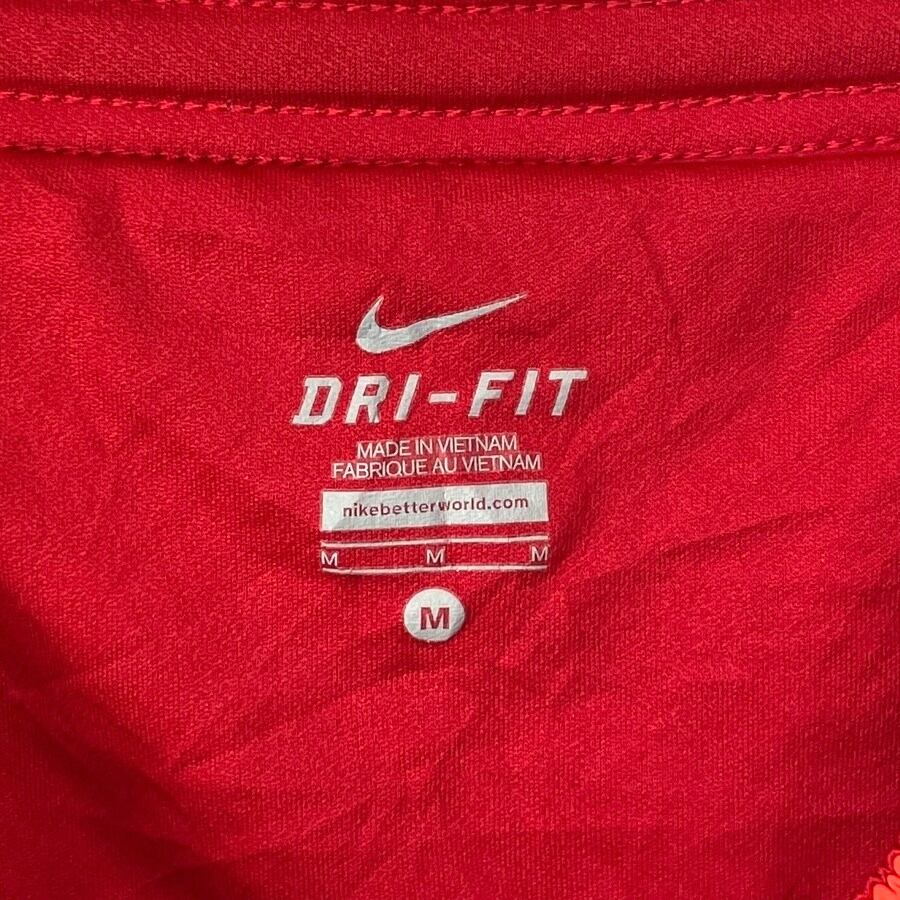 DRI-FIT
MADE IN VIETNAM
FABRIQUE AU VIETNAM
nikebetterworld.com
M M M
M